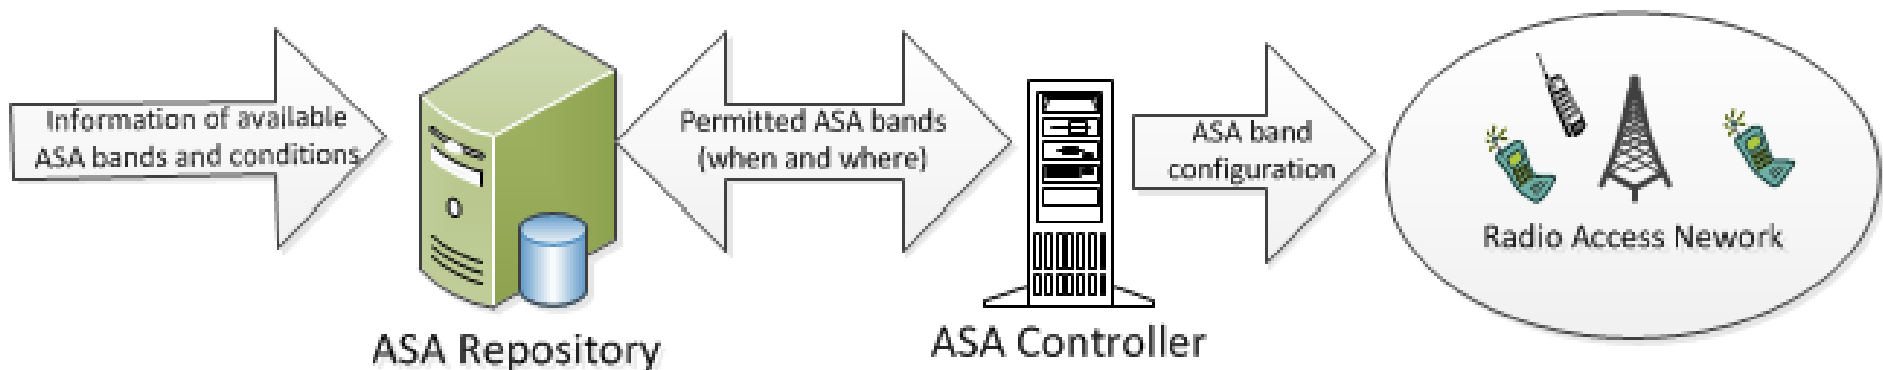 Information of available
ASA bands and conditions
Permitted ASA bands
(when and where)
ASA band
configuration
Radio Access Nework
ASA Repository
ASA Controller